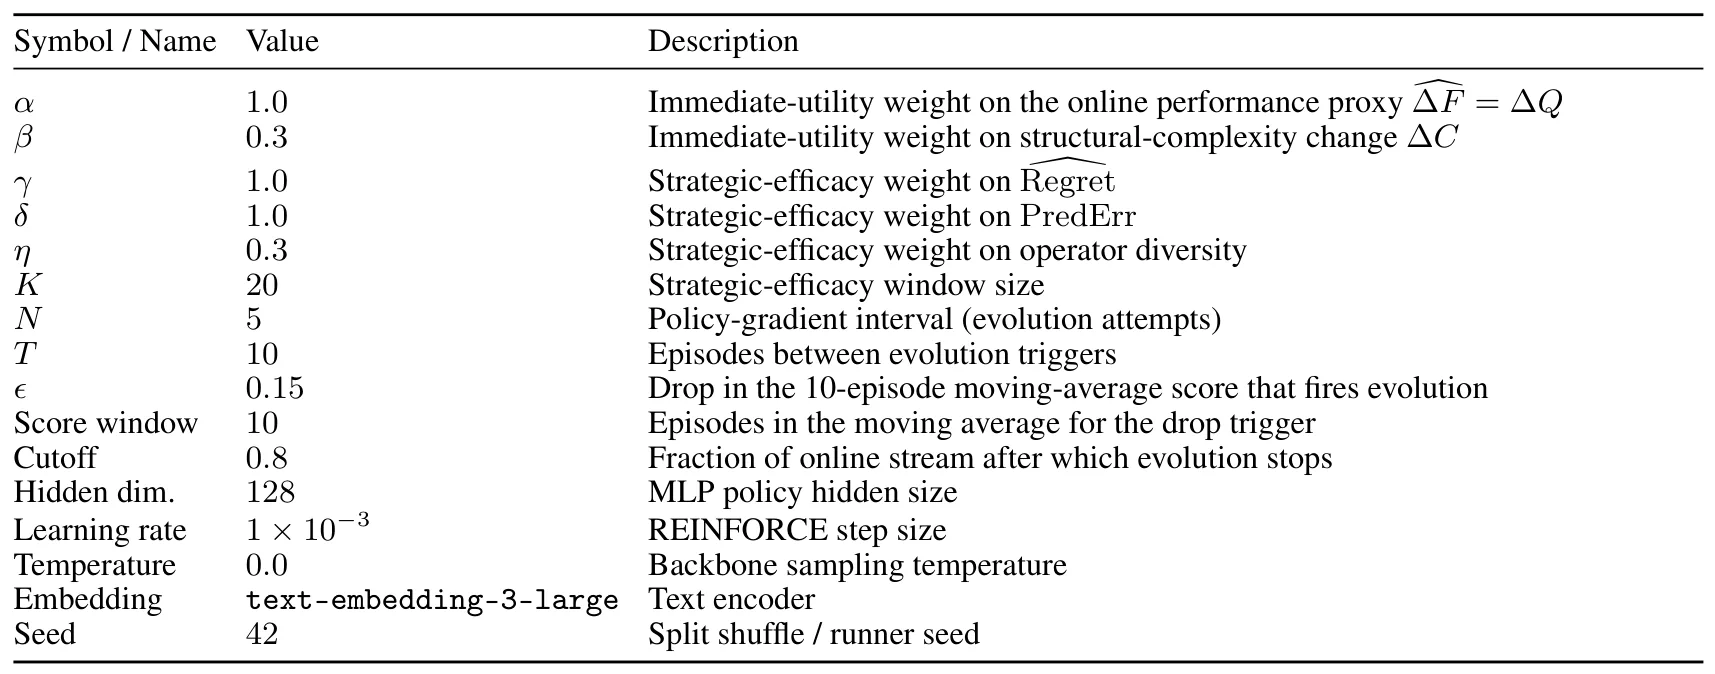 Symbol / Name Value Description
α 1.0 Immediate-utility weight on the online performance proxy $\widehat{\Delta F} = \Delta Q$
β 0.3 Immediate-utility weight on structural-complexity change ΔC
γ 1.0 Strategic-efficacy weight on $\widehat{\mathrm{Regret}}$
δ 1.0 Strategic-efficacy weight on PredErr
η 0.3 Strategic-efficacy weight on operator diversity
K 20 Strategic-efficacy window size
N 5 Policy-gradient interval (evolution attempts)
T 10 Episodes between evolution triggers
ϵ 0.15 Drop in the 10-episode moving-average score that fires evolution
Score window 10 Episodes in the moving average for the drop trigger
Cutoff 0.8 Fraction of online stream after which evolution stops
Hidden dim. 128 MLP policy hidden size
Learning rate $1 \times 10^{-3}$ REINFORCE step size
Temperature 0.0 Backbone sampling temperature
Embedding text-embedding-3-large Text encoder
Seed 42 Split shuffle / runner seed